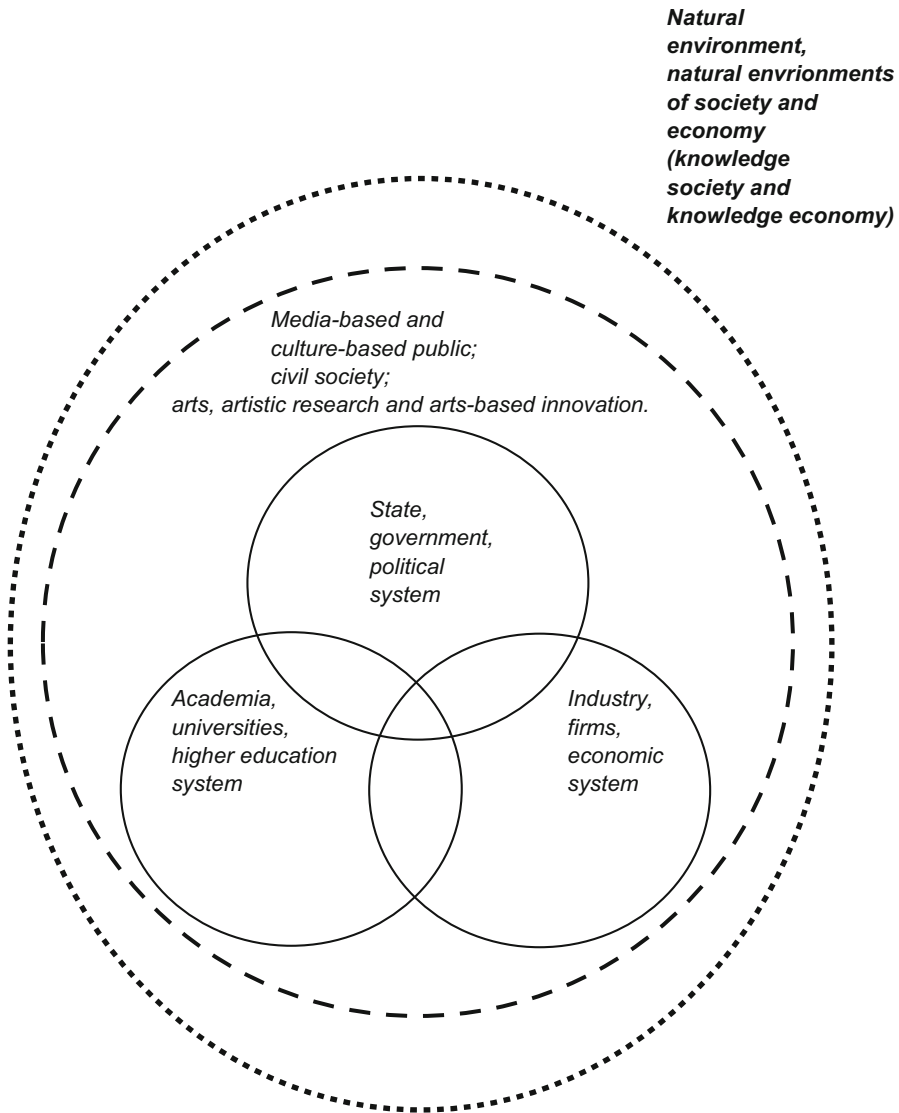 Natural
environment,
natural envrionments
of society and
economy
(knowledge
society and
knowledge economy)
Media-based and
culture-based public;
civil society;
arts, artistic research and arts-based innovation.
State,
government,
political
system
Academia,
universities,
higher education
system
Industry,
firms,
economic
system